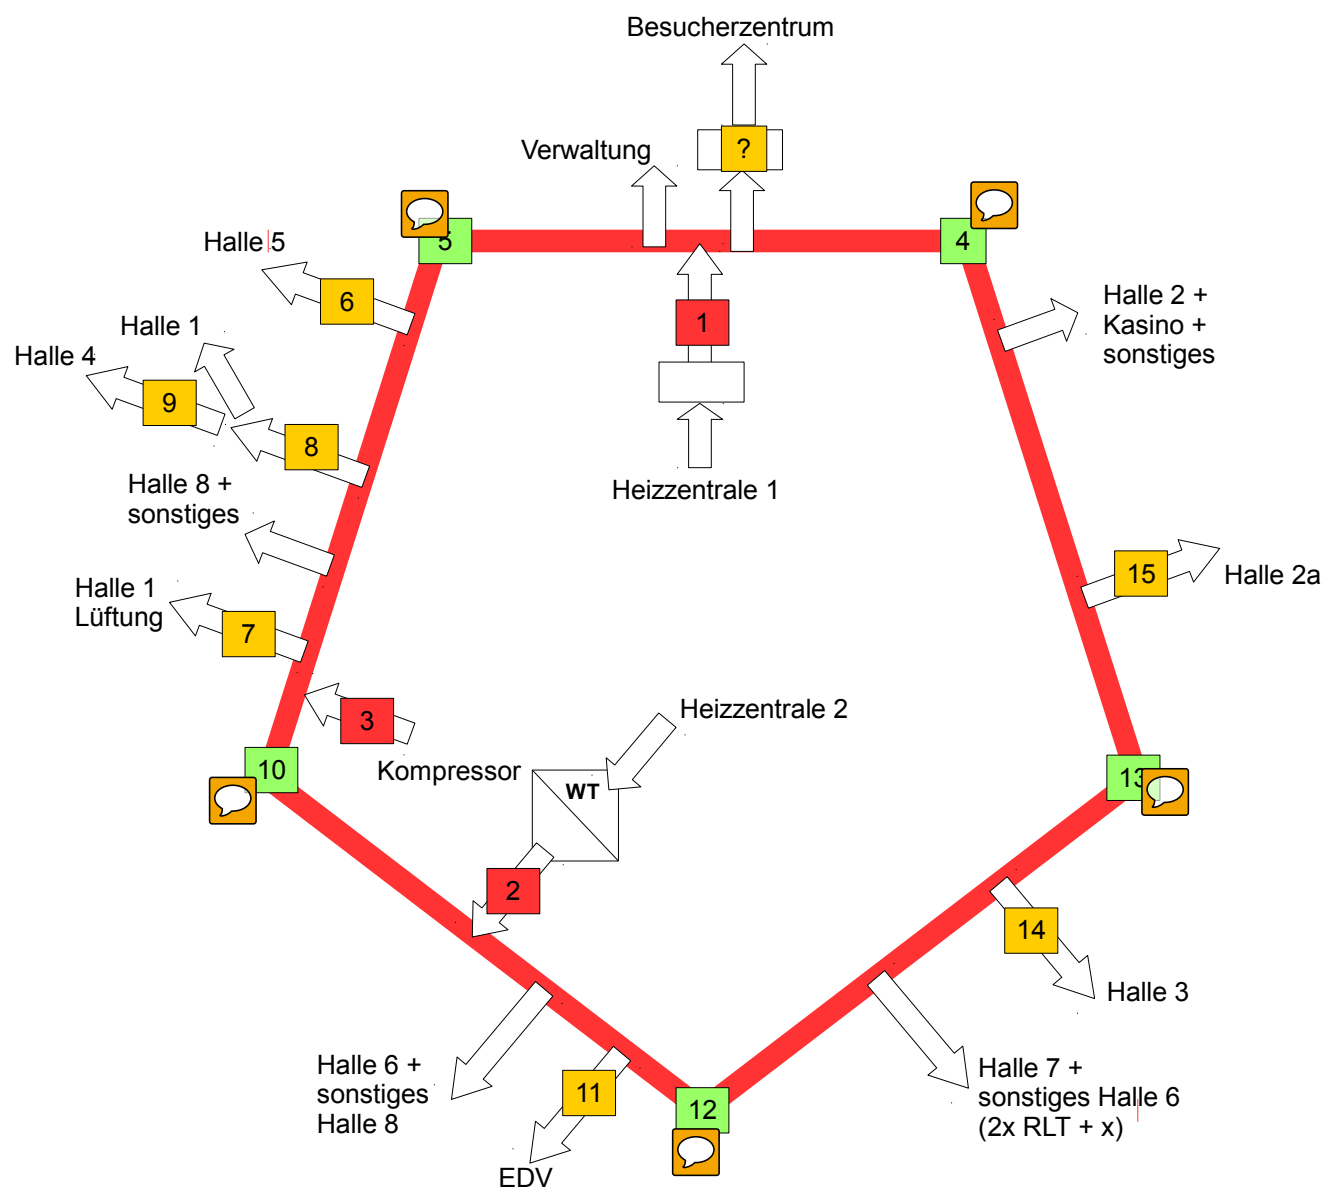 Besucherzentrum
Verwaltung
?
5
4
Halle 5
6
1
Halle 2 +
Kasino +
sonstiges
Halle 1
Halle 4
9
8
Heizzentrale 1
Halle 8 +
sonstiges
15
Halle 2a
Halle 1
Lüftung
7
3
Heizzentrale 2
Kompressor
10
WT
13
2
14
Halle 3
Halle 6 +
sonstiges
Halle 8
11
12
Halle 7 +
sonstiges Halle 6
(2x RLT + x)
EDV